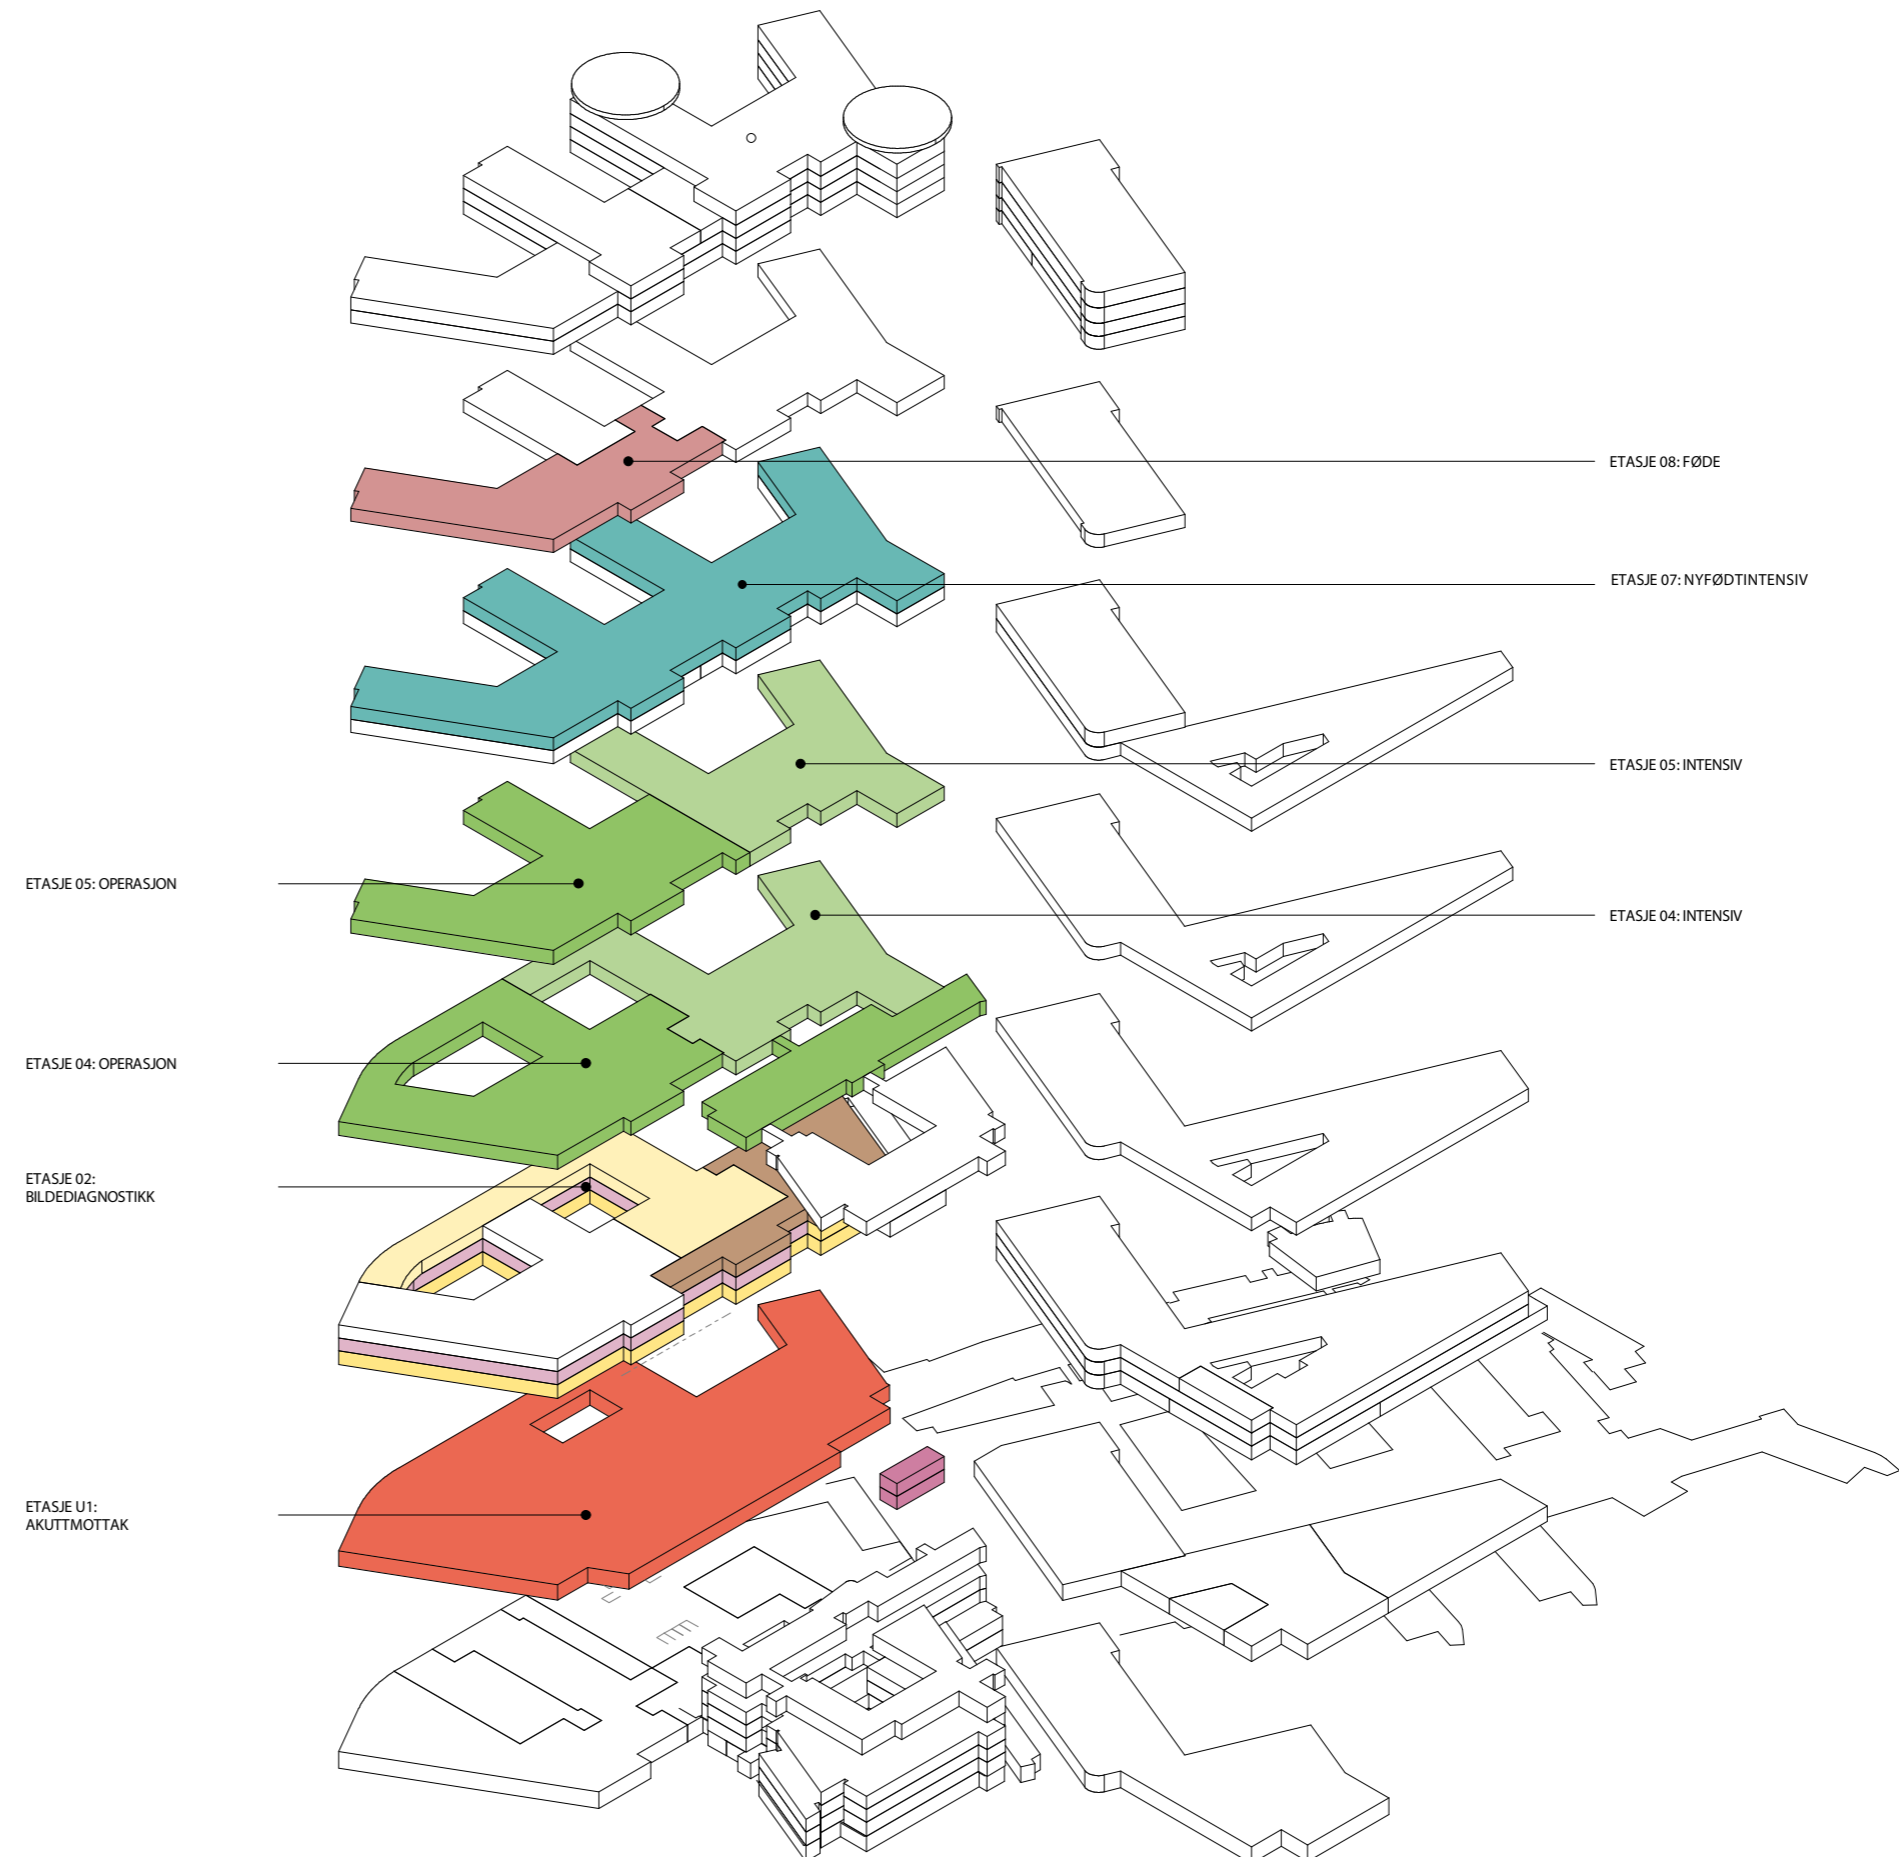 ETASJE 08: FØDE
ETASJE 07: NYFØDTINTENSIV
ETASJE 05: INTENSIV
ETASJE 05: OPERASJON
ETASJE 04: INTENSIV
ETASJE 04: OPERASJON
ETASJE 02:
BILDEDIAGNOSTIKK
ETASJE U1:
AKUTTMOTTAK